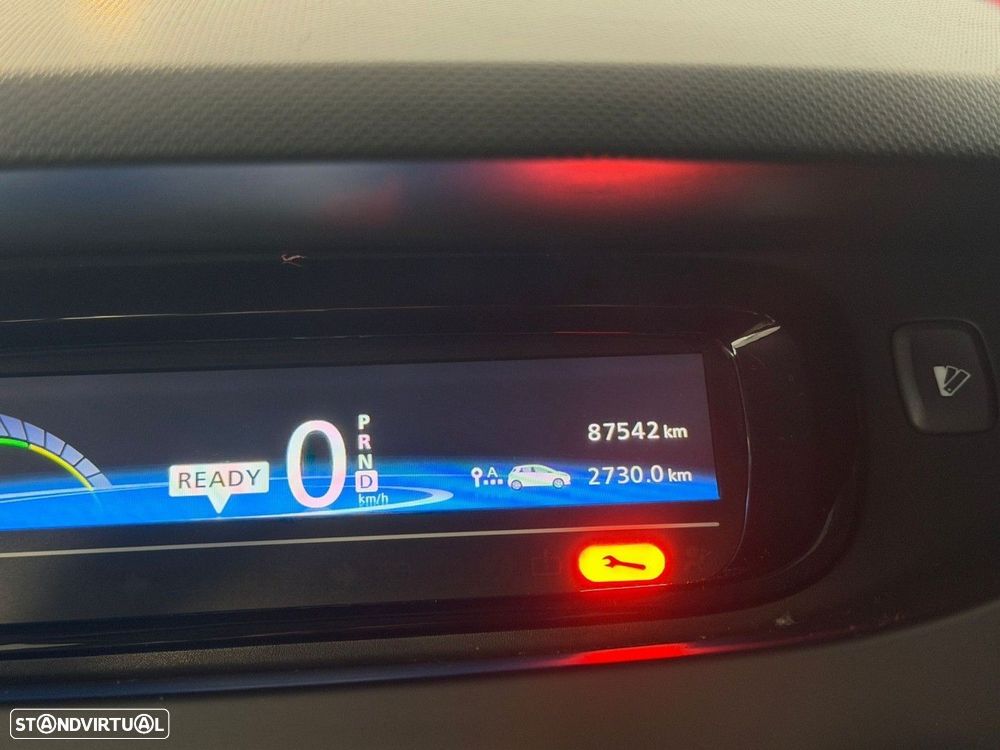 P
R
N
D
READY
0
km/h
87542 km
A
2730.0 km
STANDVIRTUAL